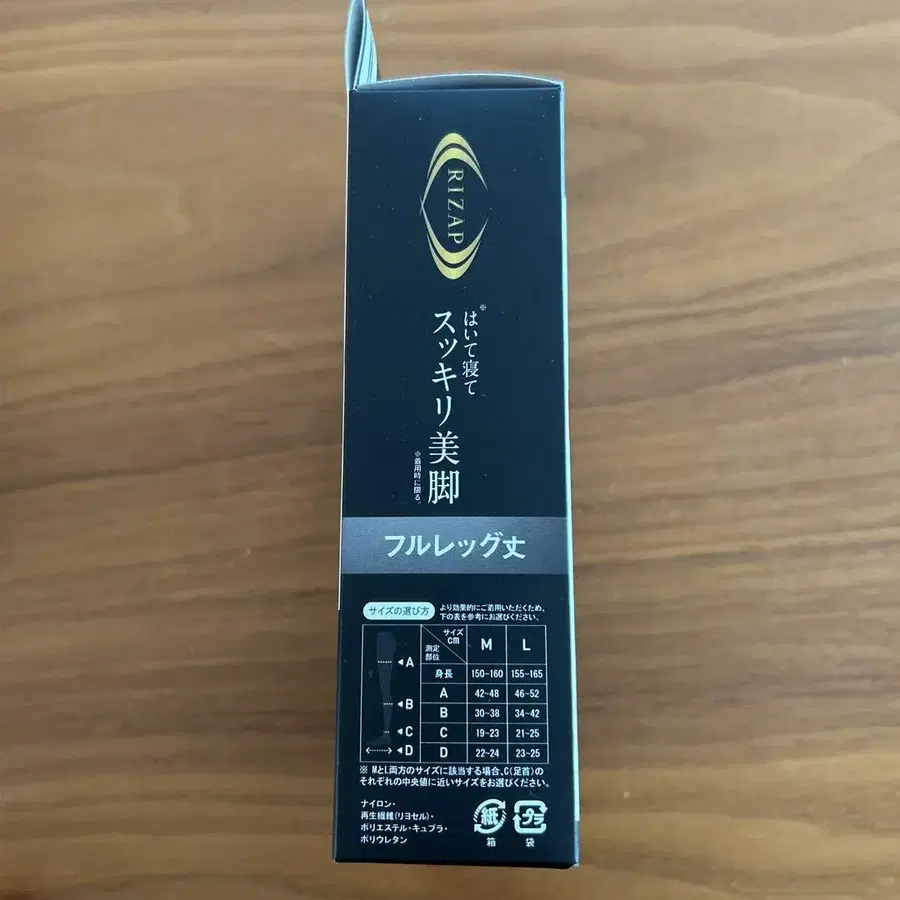 RIZAP
※
はいて寝て
スッキリ美脚
※着用時に限る。
フルレッグ丈
サイズの選び方
より効果的にご着用いただくため、
下の表を参考にお選びください。
サイズ cm 測定部位 M L
身長 150~160 155~165
A 42~48 46~52
B 30~38 34~42
C 19~23 21~25
D 22~24 23~25
A
B
C
D
※ MとL両方のサイズに該当する場合、C(足首)の
それぞれの中央値に近いサイズをお選びください。
ナイロン・
再生繊維(リヨセル)・
ポリエステル・キュプラ・
ポリウレタン
紙 プラ
箱 袋